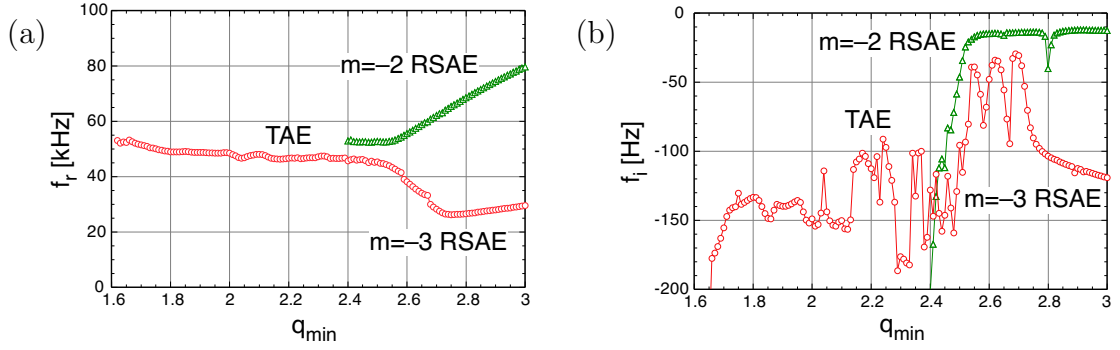 (a)
100
80
60
40
20
0
f_r [kHz]
m=–2 RSAE
TAE
m=–3 RSAE
1.6 1.8 2 2.2 2.4 2.6 2.8 3
q_min
(b)
0
-50
-100
-150
-200
f_i [Hz]
m=–2 RSAE
TAE
m=–3 RSAE
1.6 1.8 2 2.2 2.4 2.6 2.8 3
q_min